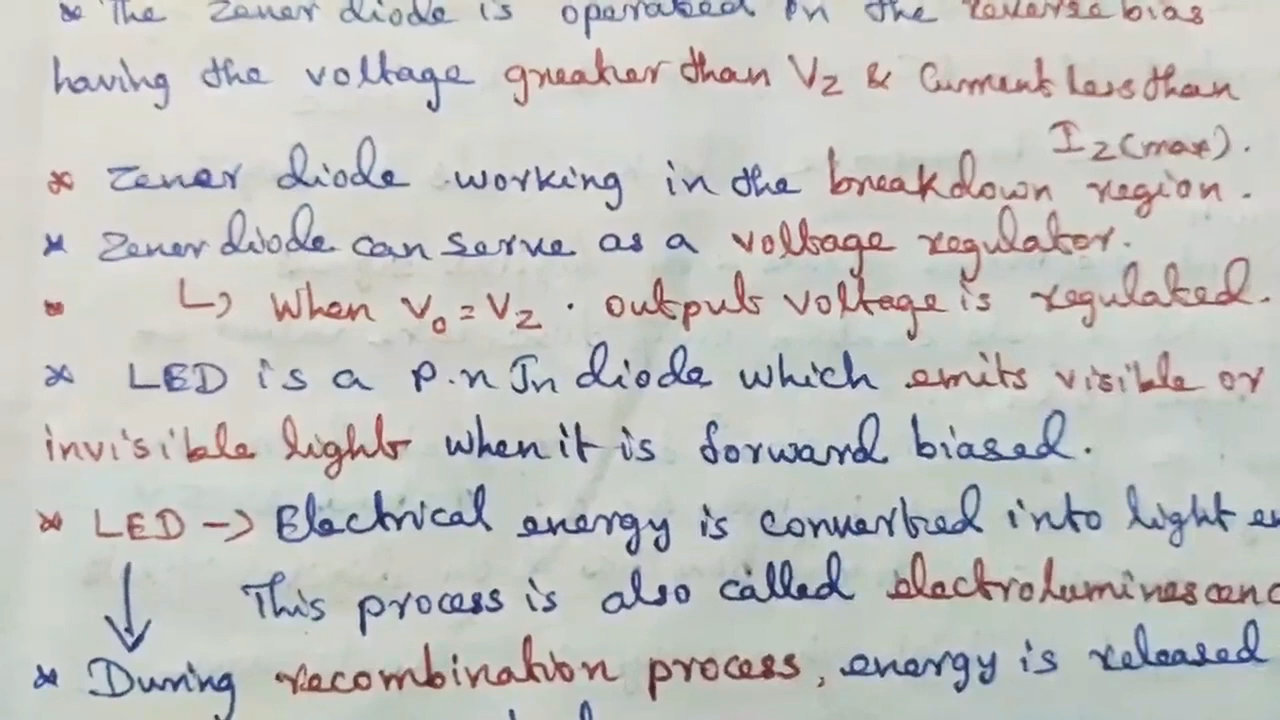 * The Zener diode is operated in the reverse bias
having the voltage greater than VZ & Current less than
IZ(max).
* Zener diode working in the breakdown region.
* Zener diode can serve as a voltage regulator.
* ↳ When V0 = VZ . output voltage is regulated.
* LED is a P.n Jn diode which emits visible or
invisible light when it is forward biased.
* LED -> Electrical energy is converted into light
This process is also called electroluminescenc
* During recombination process, energy is released